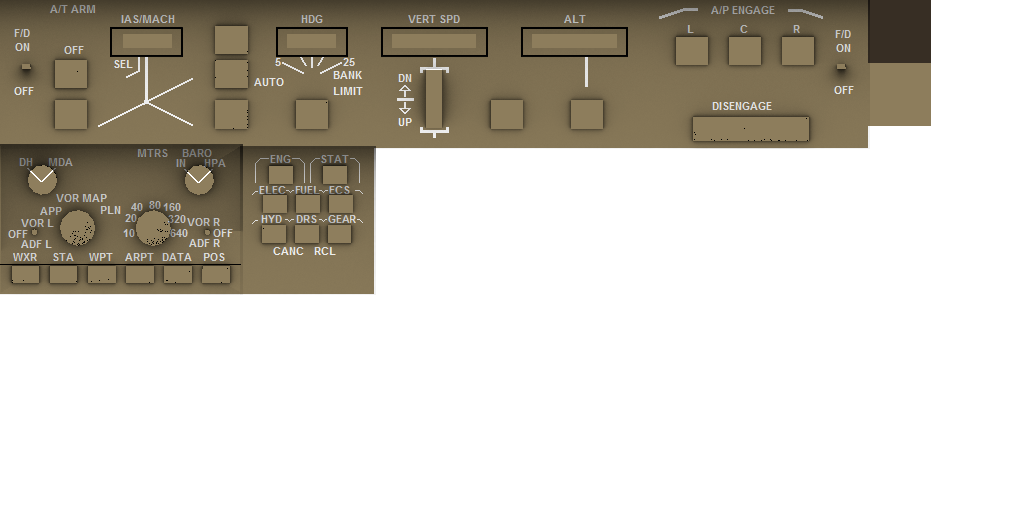 A/T ARM
IAS/MACH
HDG
VERT SPD
ALT
A/P ENGAGE
F/D
ON
OFF
OFF
SEL
AUTO
5
25
BANK
LIMIT
DN
UP
L
C
R
F/D
ON
OFF
DISENGAGE
MTRS
BARO
DH
MDA
IN
HPA
VOR MAP
APP
PLN
VOR L
OFF
ADF L
40
80
160
20
320
10
640
VOR R
OFF
ADF R
WXR
STA
WPT
ARPT
DATA
POS
ENG
STAT
ELEC
FUEL
ECS
HYD
DRS
GEAR
CANC
RCL